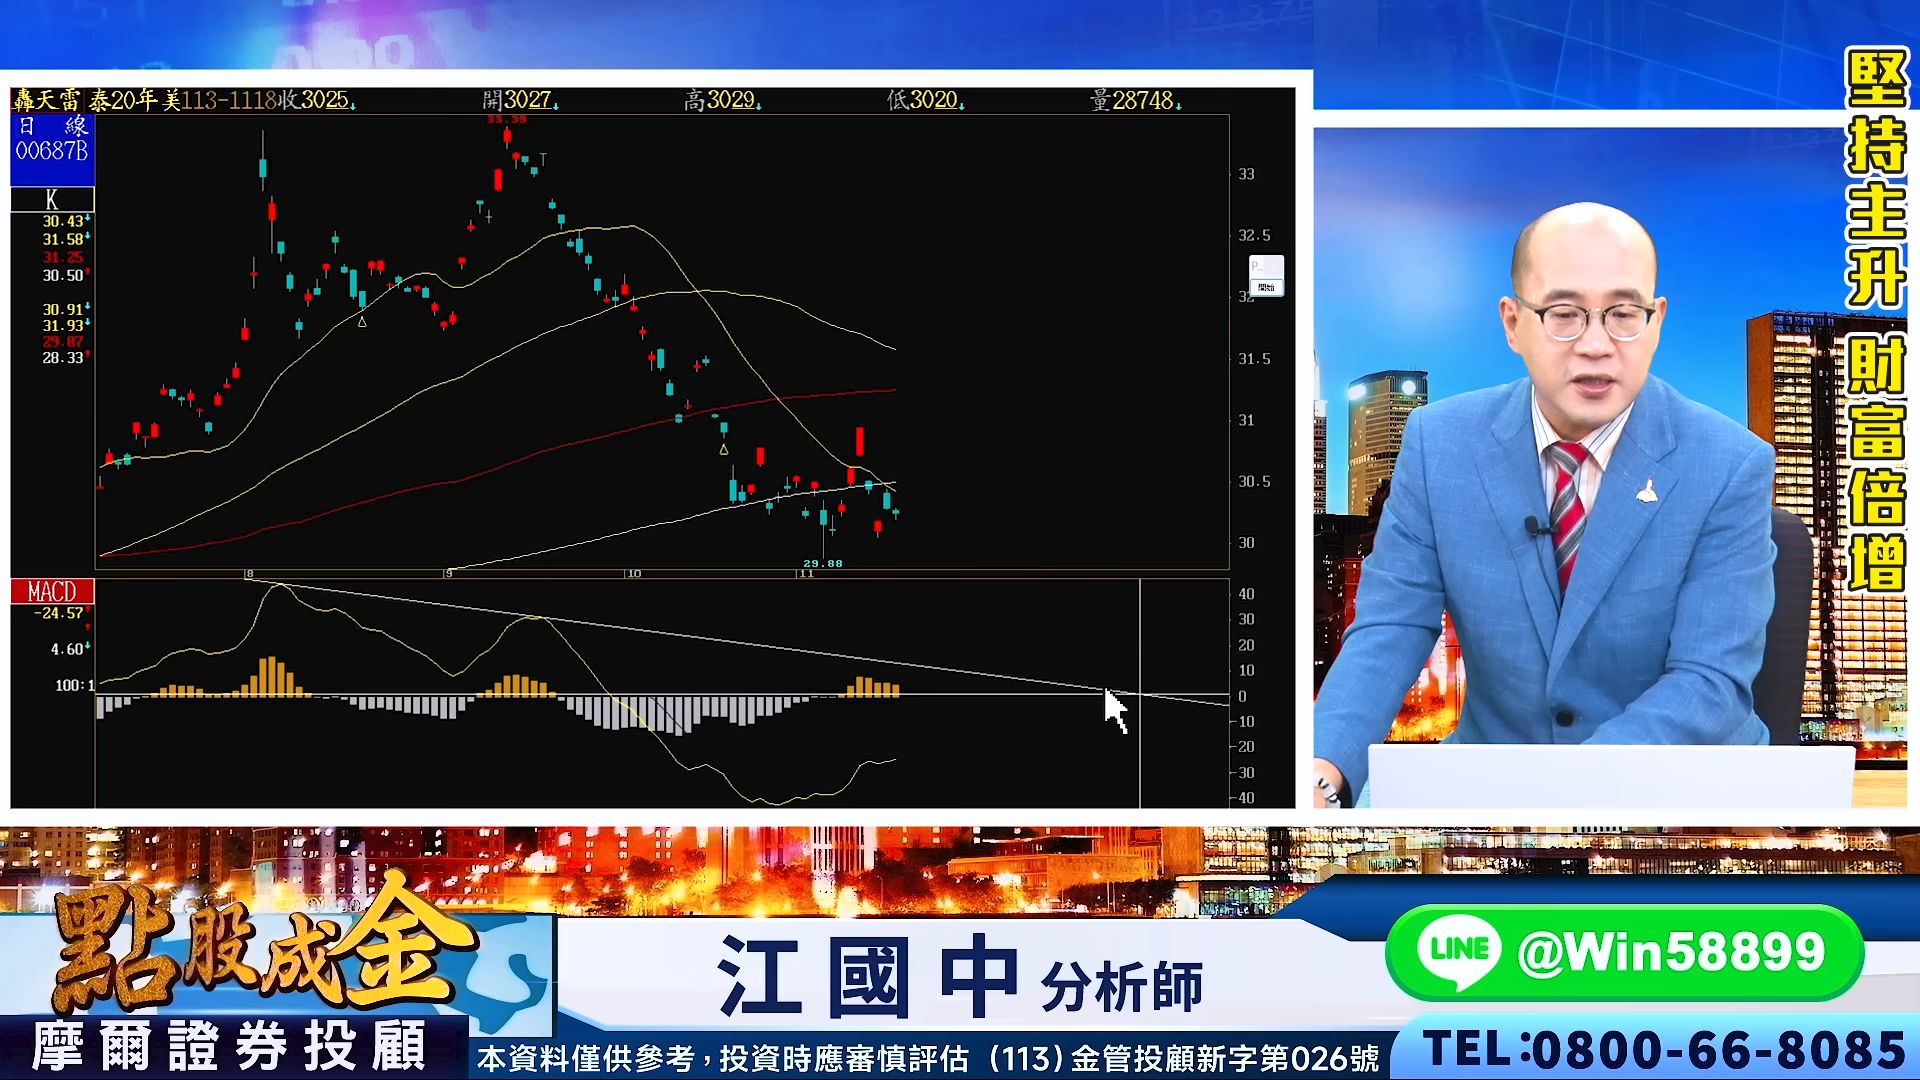 轟天雷 泰20年美113-1118收3025↓ 開3027↓ 高3029↓ 低3020↓ 量28748↓
日 線
00687B
K
30.43↓
31.58↓
31.25↑
30.50↑
30.91↓
31.93↓
29.87↑
28.33↑
33.39
29.88
33
32.5
32
31.5
31
30.5
30
8 9 10 11
MACD
-24.57↑
4.60↓
100:1
40
30
20
10
0
-10
-20
-30
-40
P..
開始
堅持主升 財富倍增
點股成金
摩爾證券投顧
江國中 分析師
本資料僅供參考，投資時應審慎評估 (113) 金管投顧新字第026號
LINE @Win58899
TEL:0800-66-8085